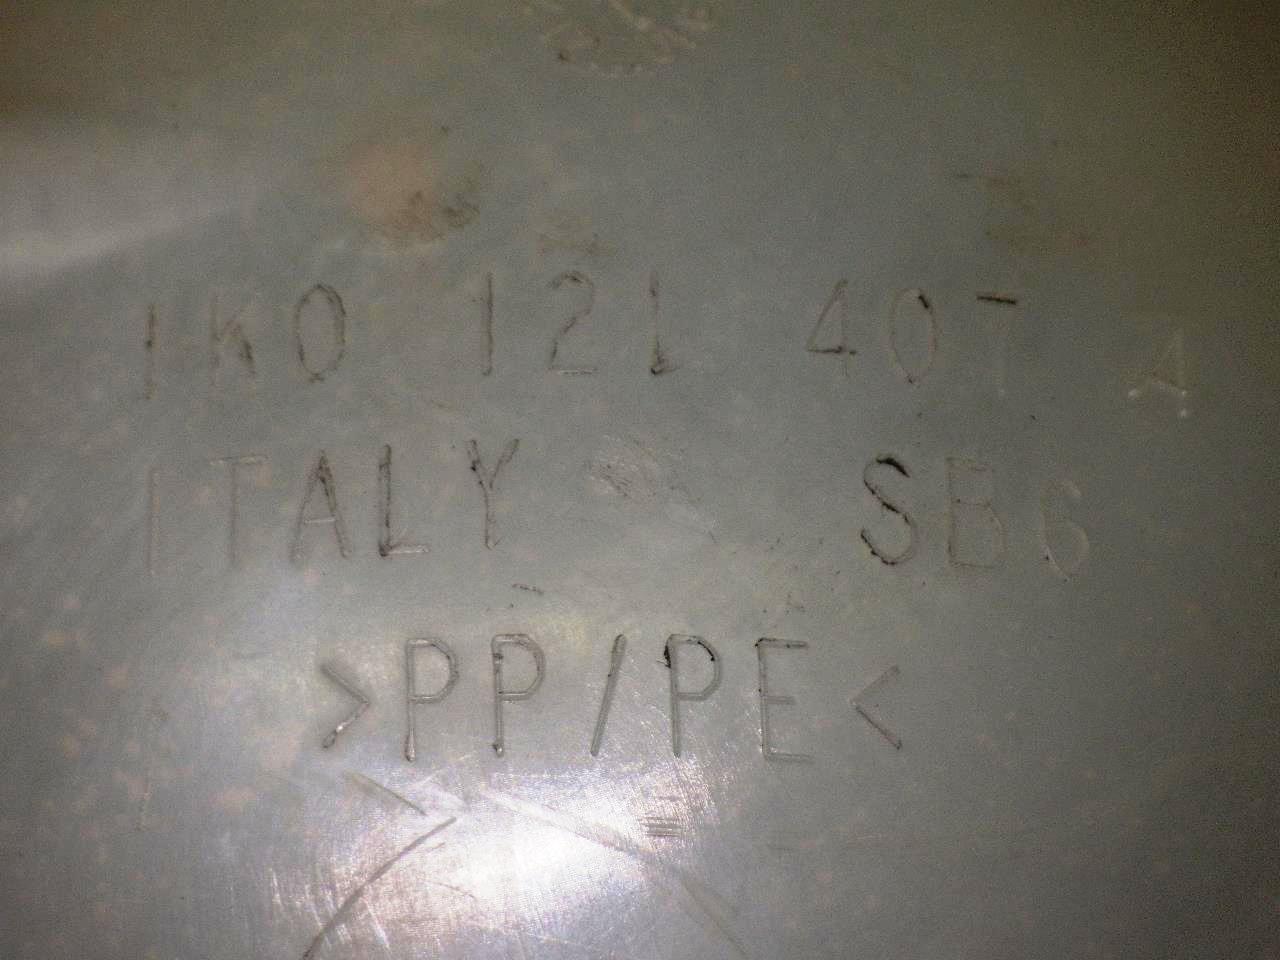 1K0 121 407 A
ITALY SB6
>PP/PE<